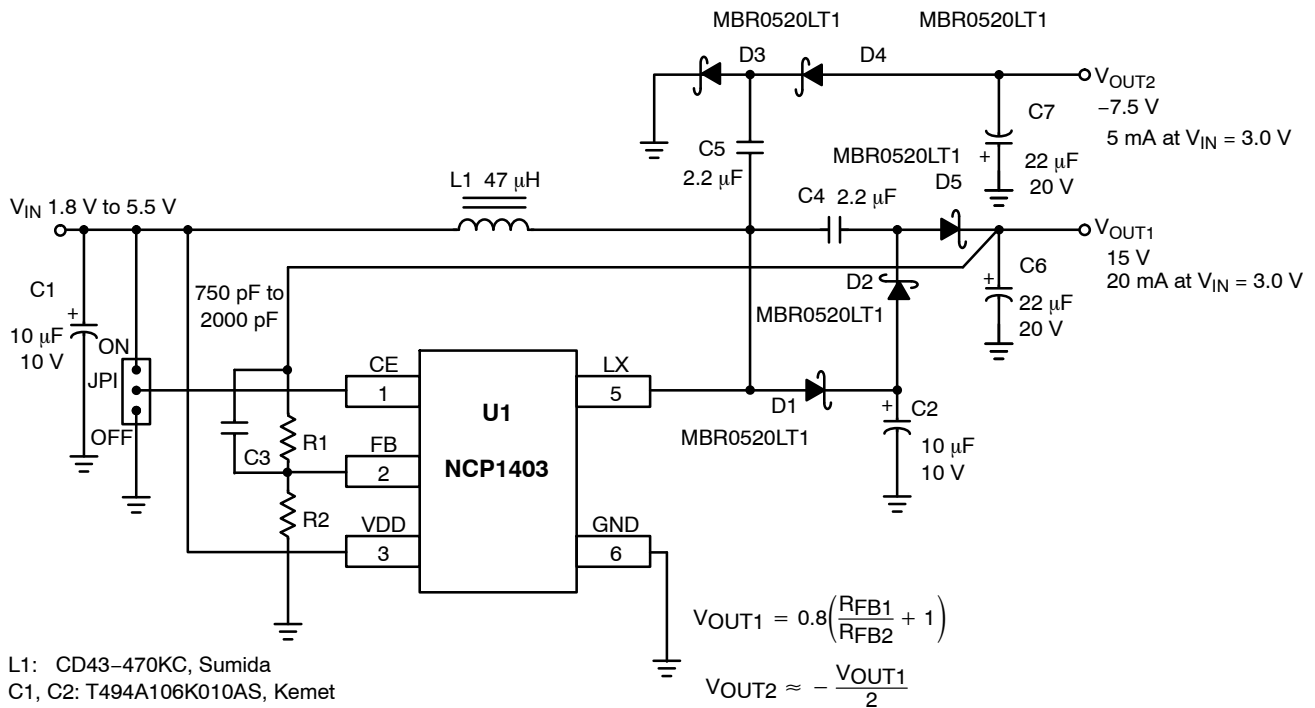 MBR0520LT1
MBR0520LT1
D3
D4
VOUT2
−7.5 V
5 mA at VIN = 3.0 V
C7
+
22 μF
20 V
C5
2.2 μF
MBR0520LT1
D5
L1 47 μH
C4 2.2 μF
VIN 1.8 V to 5.5 V
VOUT1
15 V
20 mA at VIN = 3.0 V
C6
+
22 μF
20 V
D2
MBR0520LT1
C1
+
10 μF
10 V
750 pF to
2000 pF
ON
JPI
OFF
CE
1
LX
5
U1
NCP1403
R1
C3
FB
2
R2
VDD
3
GND
6
D1
MBR0520LT1
+
C2
10 μF
10 V
VOUT1 = 0.8(RFB1/RFB2 + 1)
VOUT2 ≈ − VOUT1/2
L1: CD43−470KC, Sumida
C1, C2: T494A106K010AS, Kemet